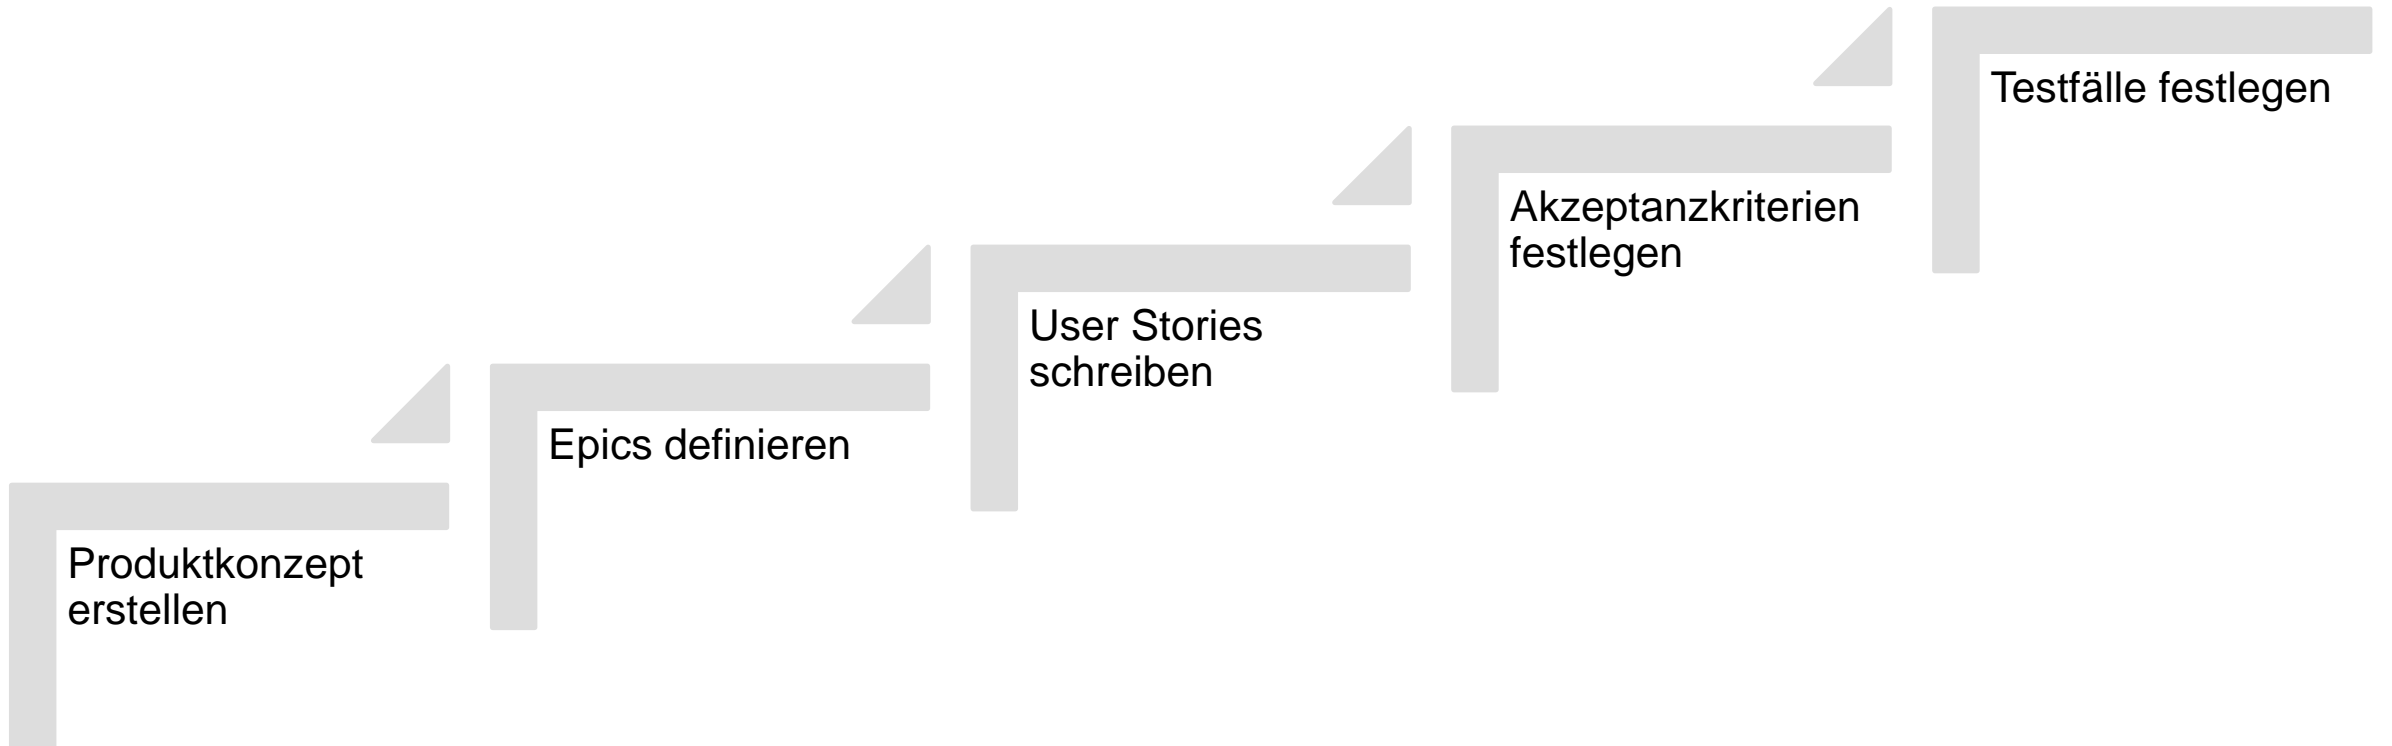 Produktkonzept
erstellen
Epics definieren
User Stories
schreiben
Akzeptanzkriterien
festlegen
Testfälle festlegen